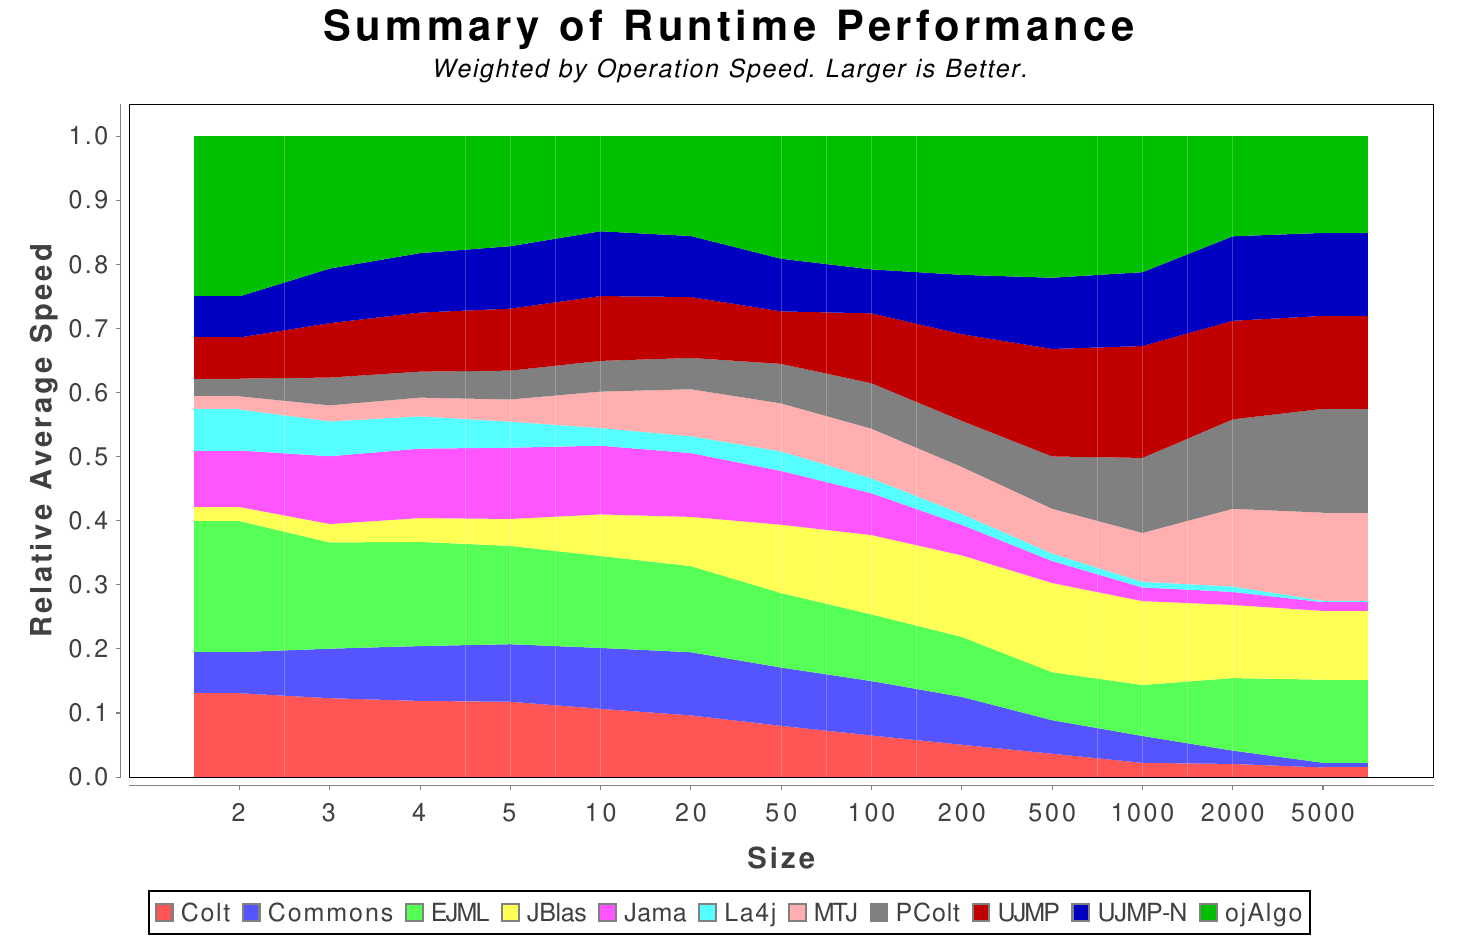 Summary of Runtime Performance
Weighted by Operation Speed. Larger is Better.
Relative Average Speed
1.0
0.9
0.8
0.7
0.6
0.5
0.4
0.3
0.2
0.1
0.0
2 3 4 5 10 20 50 100 200 500 1000 2000 5000
Size
Colt Commons EJML JBlas Jama La4j MTJ PColt UJMP UJMP-N ojAlgo